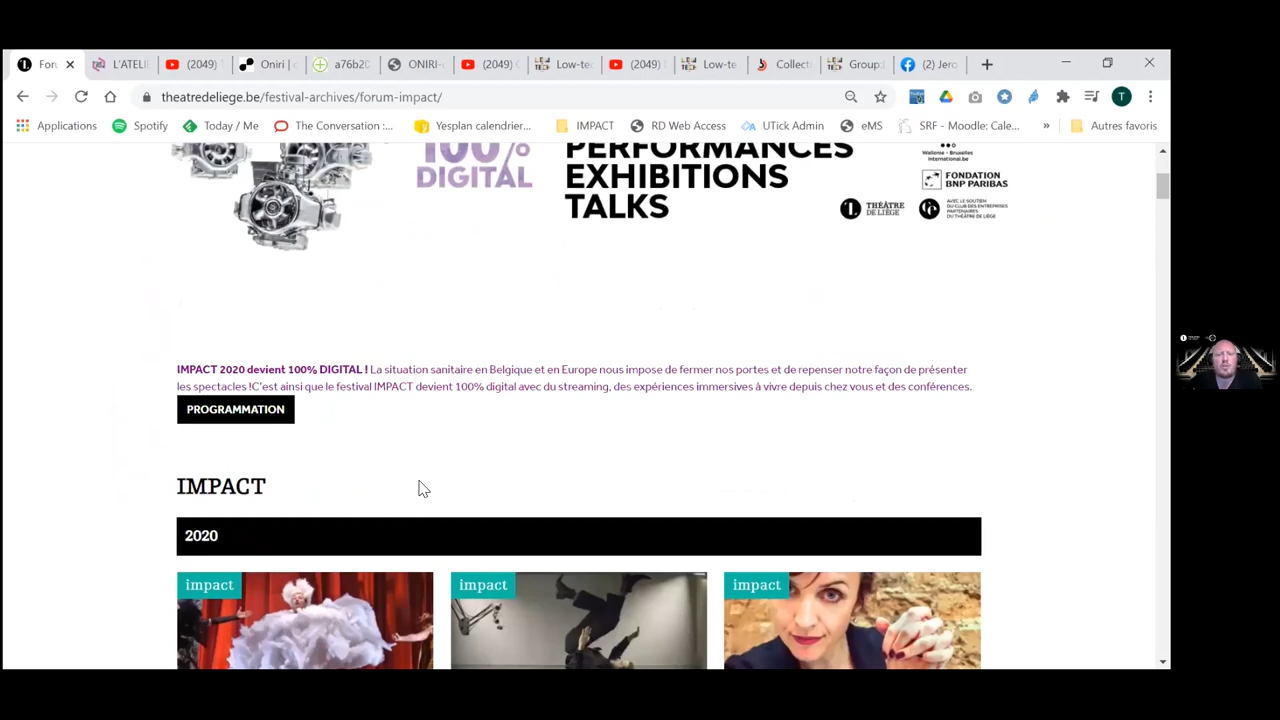 For
L'ATELIE
(2049)
Oniri | c
a76b20
ONIRI-
(2049) (
Low-tec
(2049)
Low-te
Collecti
Groupd
(2) Jero
theatredeliege.be/festival-archives/forum-impact/
T
Applications
Spotify
Today / Me
The Conversation :...
Yesplan calendrier...
IMPACT
RD Web Access
UTick Admin
eMS
SRF - Moodle: Cale...
»
Autres favoris
100%
DIGITAL
PERFORMANCES
EXHIBITIONS
TALKS
Wallonie - Bruxelles
International.be
FONDATION
BNP PARIBAS
THÉÂTRE
DE LIÈGE
AVEC LE SOUTIEN
DU CLUB DES ENTREPRISES
PARTENAIRES
DU THÉÂTRE DE LIÈGE
IMPACT 2020 devient 100% DIGITAL ! La situation sanitaire en Belgique et en Europe nous impose de fermer nos portes et de repenser notre façon de présenter
les spectacles !C'est ainsi que le festival IMPACT devient 100% digital avec du streaming, des expériences immersives à vivre depuis chez vous et des conférences.
PROGRAMMATION
IMPACT
2020
impact
impact
impact